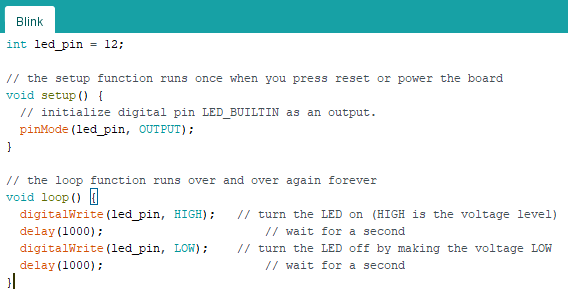 Blink
int led_pin = 12;
// the setup function runs once when you press reset or power the board
void setup() {
  // initialize digital pin LED_BUILTIN as an output.
  pinMode(led_pin, OUTPUT);
}
// the loop function runs over and over again forever
void loop() {
  digitalWrite(led_pin, HIGH);   // turn the LED on (HIGH is the voltage level)
  delay(1000);                       // wait for a second
  digitalWrite(led_pin, LOW);    // turn the LED off by making the voltage LOW
  delay(1000);                       // wait for a second
}